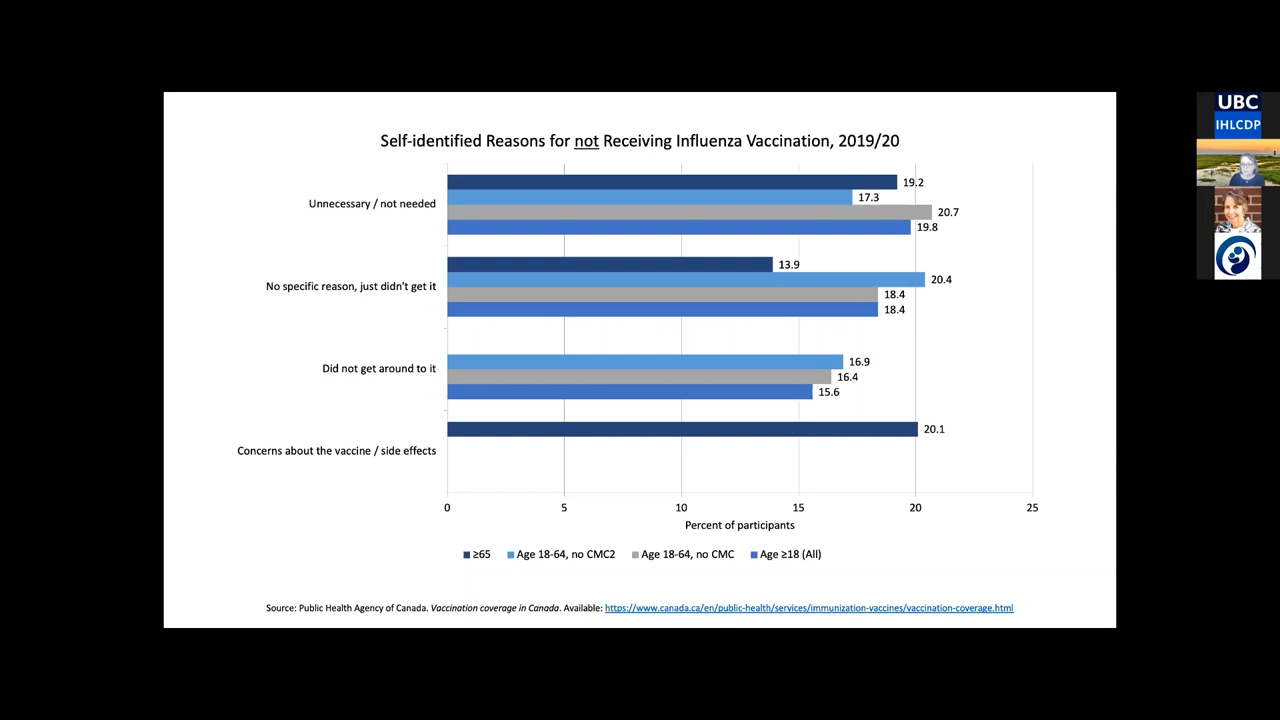 Self-identified Reasons for not Receiving Influenza Vaccination, 2019/20
Unnecessary / not needed
19.2
17.3
20.7
19.8
No specific reason, just didn't get it
13.9
20.4
18.4
18.4
Did not get around to it
16.9
16.4
15.6
Concerns about the vaccine / side effects
20.1
0 5 10 15 20 25
Percent of participants
≥65 Age 18-64, no CMC2 Age 18-64, no CMC Age ≥18 (All)
Source: Public Health Agency of Canada. Vaccination coverage in Canada. Available: https://www.canada.ca/en/public-health/services/immunization-vaccines/vaccination-coverage.html
UBC
IHLCDP